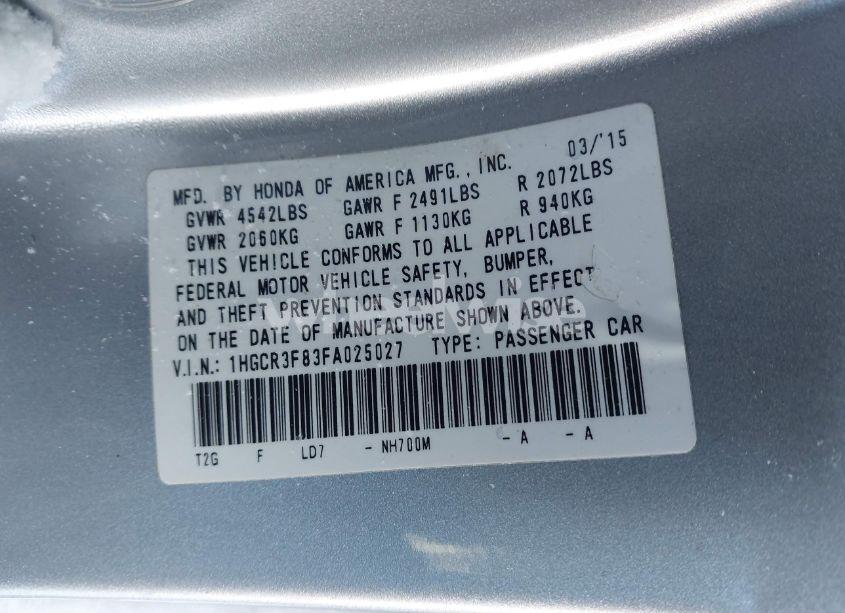 03/'15
MFD. BY HONDA OF AMERICA MFG., INC.
GVWR 4542LBS GAWR F 2491LBS R 2072LBS
GVWR 2060KG GAWR F 1130KG R 940KG
THIS VEHICLE CONFORMS TO ALL APPLICABLE
FEDERAL MOTOR VEHICLE SAFETY, BUMPER,
AND THEFT PREVENTION STANDARDS IN EFFECT
ON THE DATE OF MANUFACTURE SHOWN ABOVE.
V.I.N.: 1HGCR3F83FA025027 TYPE: PASSENGER CAR
T2G F LD7 - NH700M - A - A